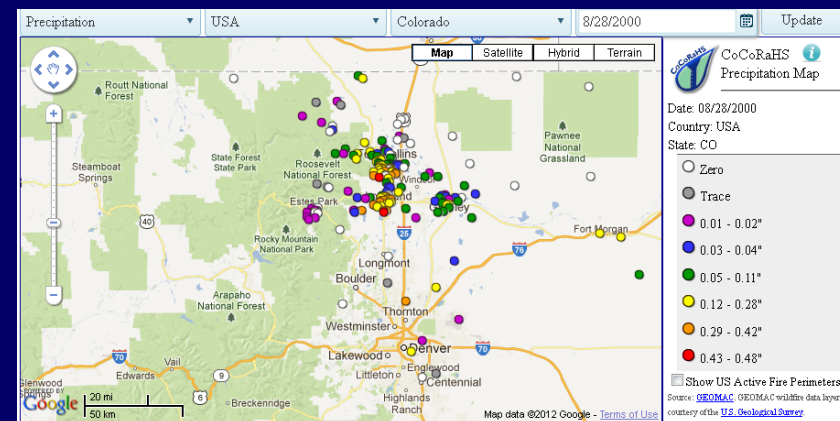 Precipitation
USA
Colorado
8/28/2000
Update
Map
Satellite
Hybrid
Terrain
CoCoRaHS
CoCoRaHS
Precipitation Map
Date: 08/28/2000
Country: USA
State: CO
Zero
Trace
0.01 - 0.02"
0.03 - 0.04"
0.05 - 0.11"
0.12 - 0.28"
0.29 - 0.42"
0.43 - 0.48"
Show US Active Fire Perimeters
Source: GEOMAC. GEOMAC wildfire data layer
courtesy of the U.S. Geological Survey.
Routt National
Forest
Pawnee
National
Grassland
Steamboat
Springs
State Forest
State Park
Roosevelt
National Forest
Estes Park
40
Rocky Mountain
National Park
25
76
Fort Morgan
Longmont
Boulder
Arapaho
National Forest
Thornton
Westminster
70
Vail
Edwards
Lakewood
Denver
70
9
Littleton
Englewood
Centennial
6
Breckenridge
Highlands
Ranch
Glenwood
Springs
POWERED BY
Google
20 mi
50 km
Map data ©2012 Google - Terms of Use